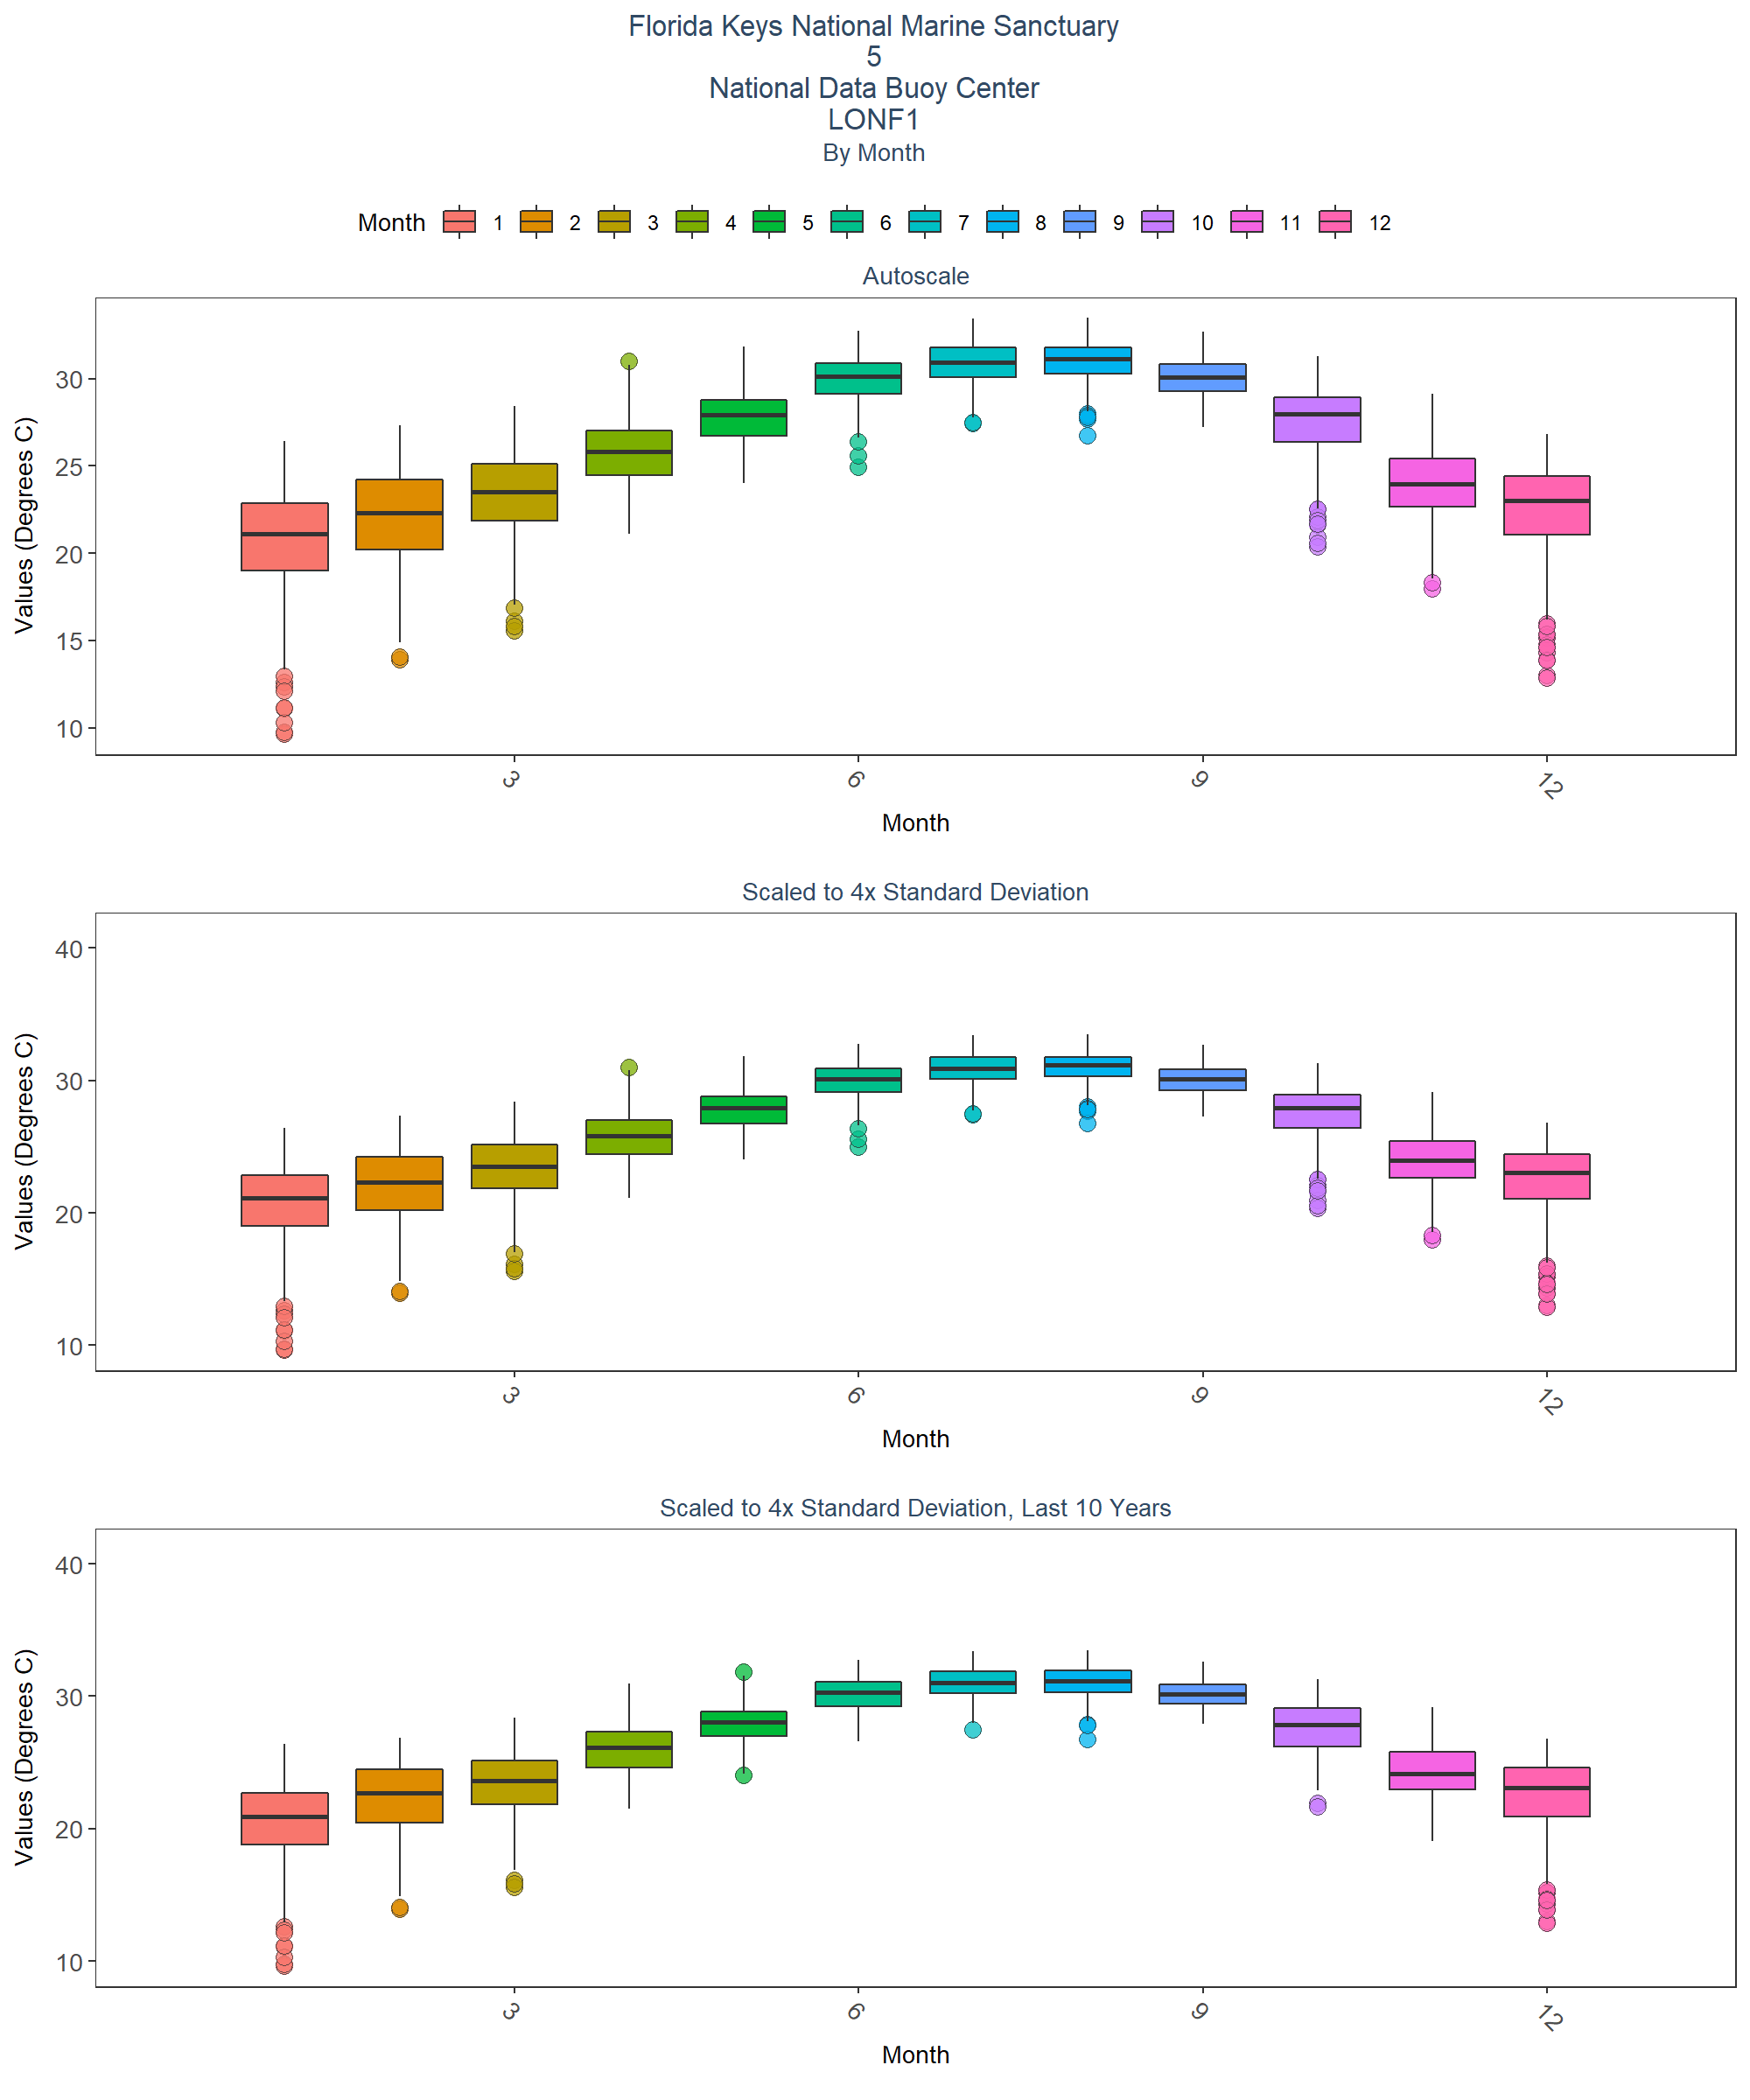 Florida Keys National Marine Sanctuary
5
National Data Buoy Center
LONF1
By Month
Month 1 2 3 4 5 6 7 8 9 10 11 12
Autoscale
Values (Degrees C)
30
25
20
15
10
3 6 9 12
Month
Scaled to 4x Standard Deviation
Values (Degrees C)
40
30
20
10
3 6 9 12
Month
Scaled to 4x Standard Deviation, Last 10 Years
Values (Degrees C)
40
30
20
10
3 6 9 12
Month